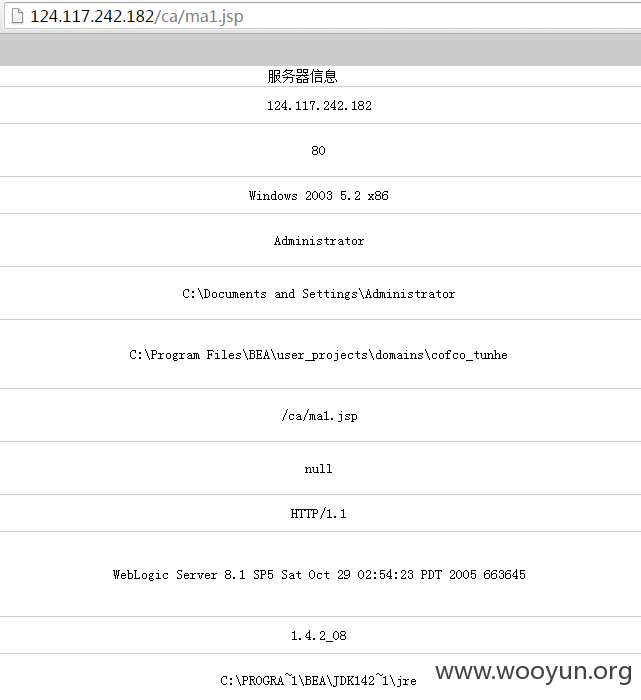 124.117.242.182/ca/ma1.jsp
服务器信息
124.117.242.182
80
Windows 2003 5.2 x86
Administrator
C:\Documents and Settings\Administrator
C:\Program Files\BEA\user_projects\domains\cofco_tunhe
/ca/ma1.jsp
null
HTTP/1.1
WebLogic Server 8.1 SP5 Sat Oct 29 02:54:23 PDT 2005 663645
1.4.2_08
C:\PROGRA~1\BEA\JDK142~1\jre
www.wooyun.org